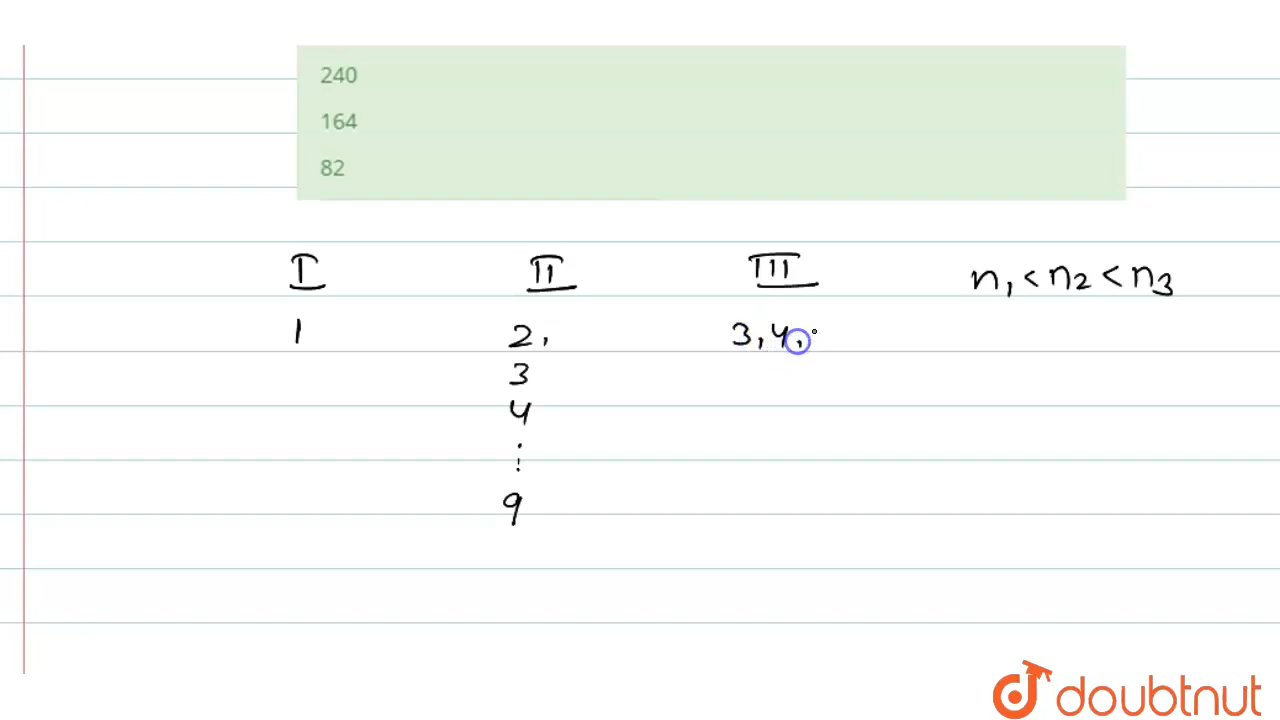 240
164
82
I II III n₁ < n₂ < n₃
1 2, 3, 4,
3
4
⋮
9
doubtnut